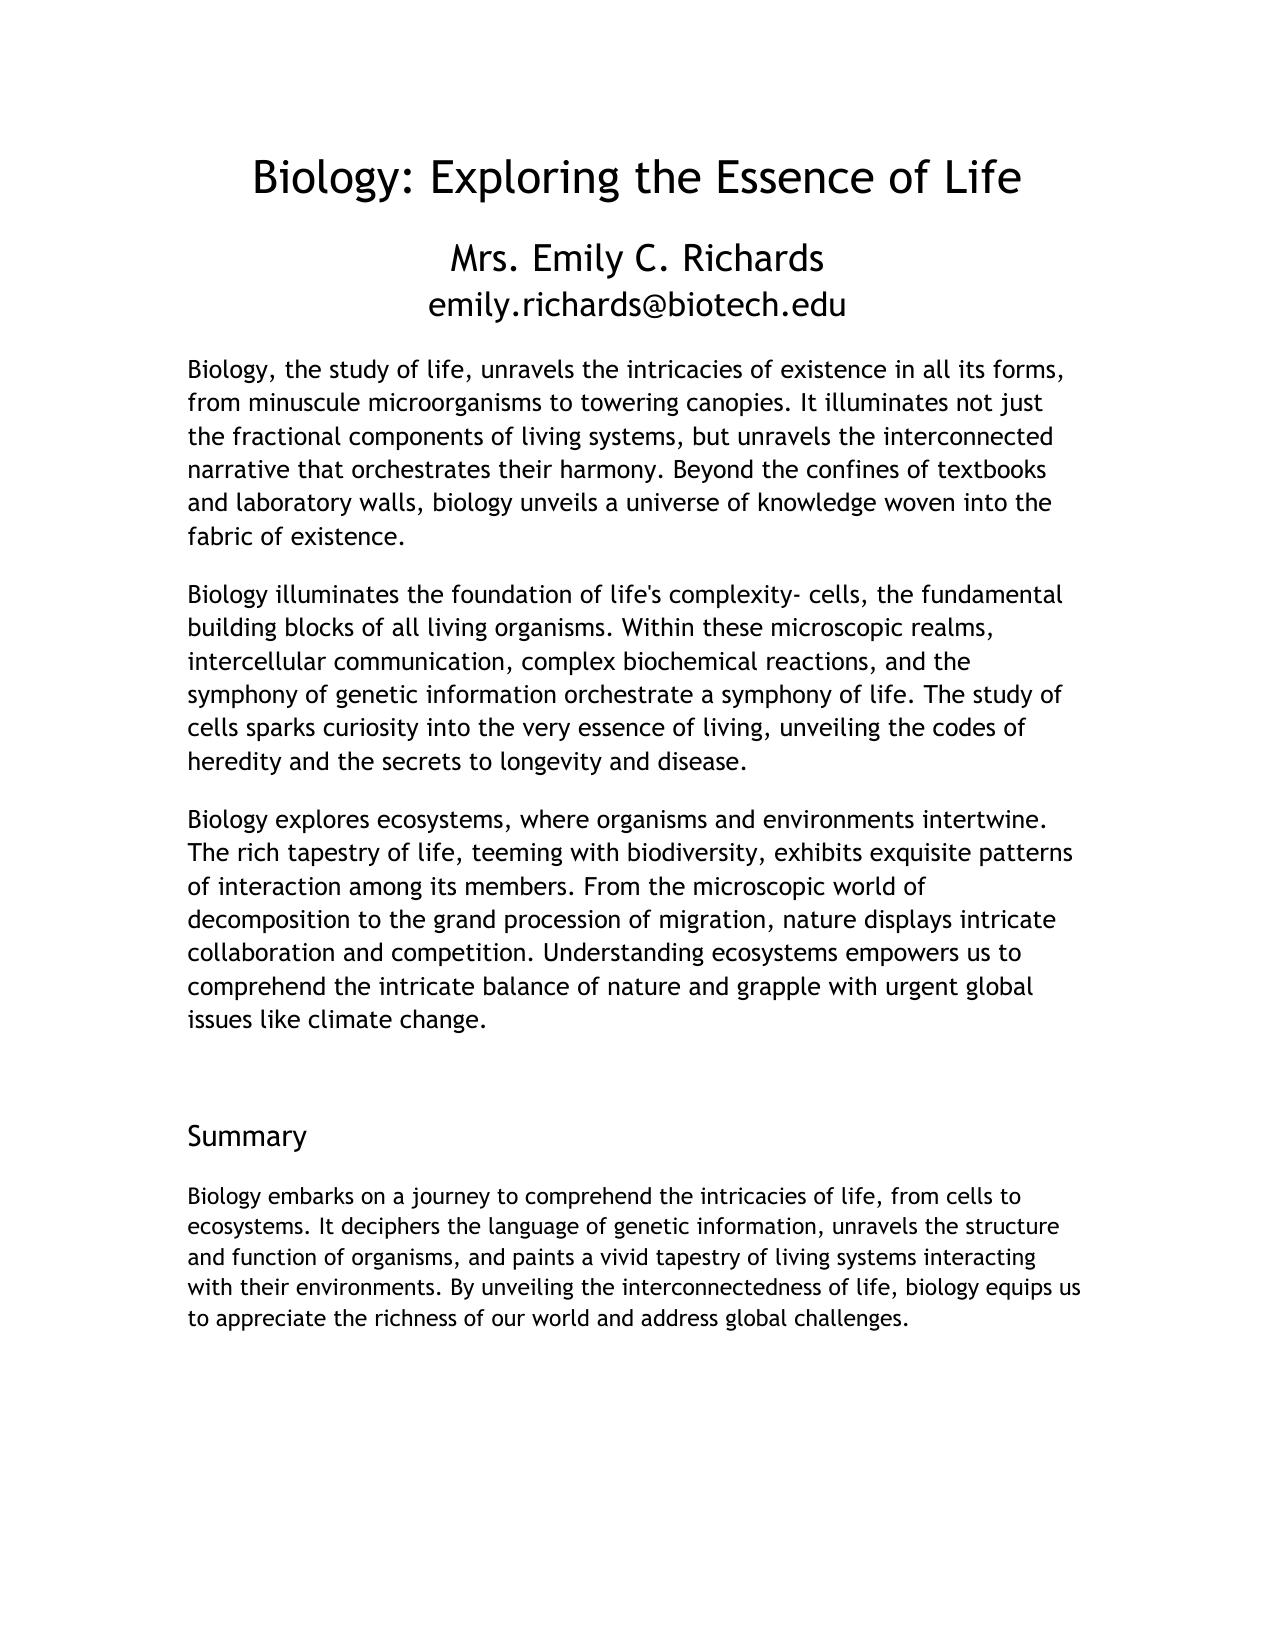 Biology: Exploring the Essence of Life
Mrs. Emily C. Richards
emily.richards@biotech.edu
Biology, the study of life, unravels the intricacies of existence in all its forms,
from minuscule microorganisms to towering canopies. It illuminates not just
the fractional components of living systems, but unravels the interconnected
narrative that orchestrates their harmony. Beyond the confines of textbooks
and laboratory walls, biology unveils a universe of knowledge woven into the
fabric of existence.
Biology illuminates the foundation of life's complexity- cells, the fundamental
building blocks of all living organisms. Within these microscopic realms,
intercellular communication, complex biochemical reactions, and the
symphony of genetic information orchestrate a symphony of life. The study of
cells sparks curiosity into the very essence of living, unveiling the codes of
heredity and the secrets to longevity and disease.
Biology explores ecosystems, where organisms and environments intertwine.
The rich tapestry of life, teeming with biodiversity, exhibits exquisite patterns
of interaction among its members. From the microscopic world of
decomposition to the grand procession of migration, nature displays intricate
collaboration and competition. Understanding ecosystems empowers us to
comprehend the intricate balance of nature and grapple with urgent global
issues like climate change.
Summary
Biology embarks on a journey to comprehend the intricacies of life, from cells to
ecosystems. It deciphers the language of genetic information, unravels the structure
and function of organisms, and paints a vivid tapestry of living systems interacting
with their environments. By unveiling the interconnectedness of life, biology equips us
to appreciate the richness of our world and address global challenges.